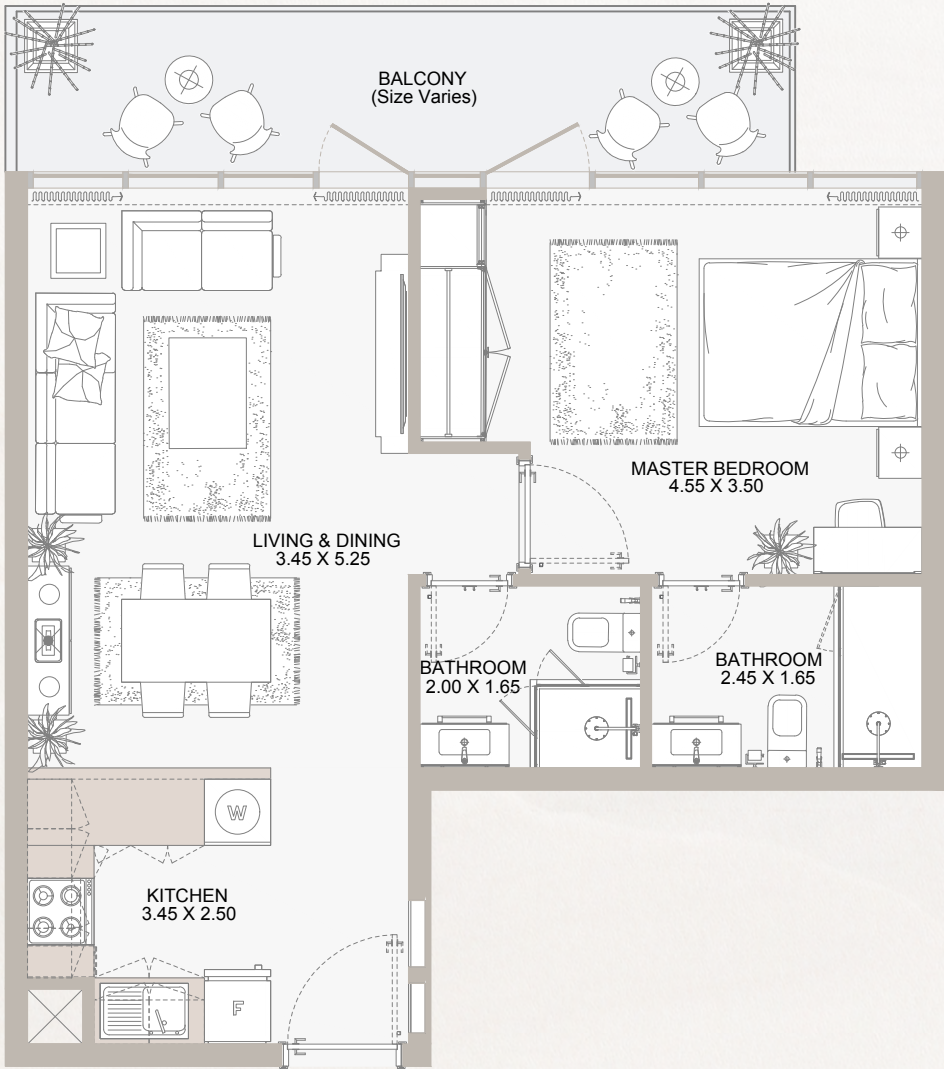 BALCONY
(Size Varies)
MASTER BEDROOM
4.55 X 3.50
LIVING & DINING
3.45 X 5.25
BATHROOM
2.00 X 1.65
BATHROOM
2.45 X 1.65
W
KITCHEN
3.45 X 2.50
F